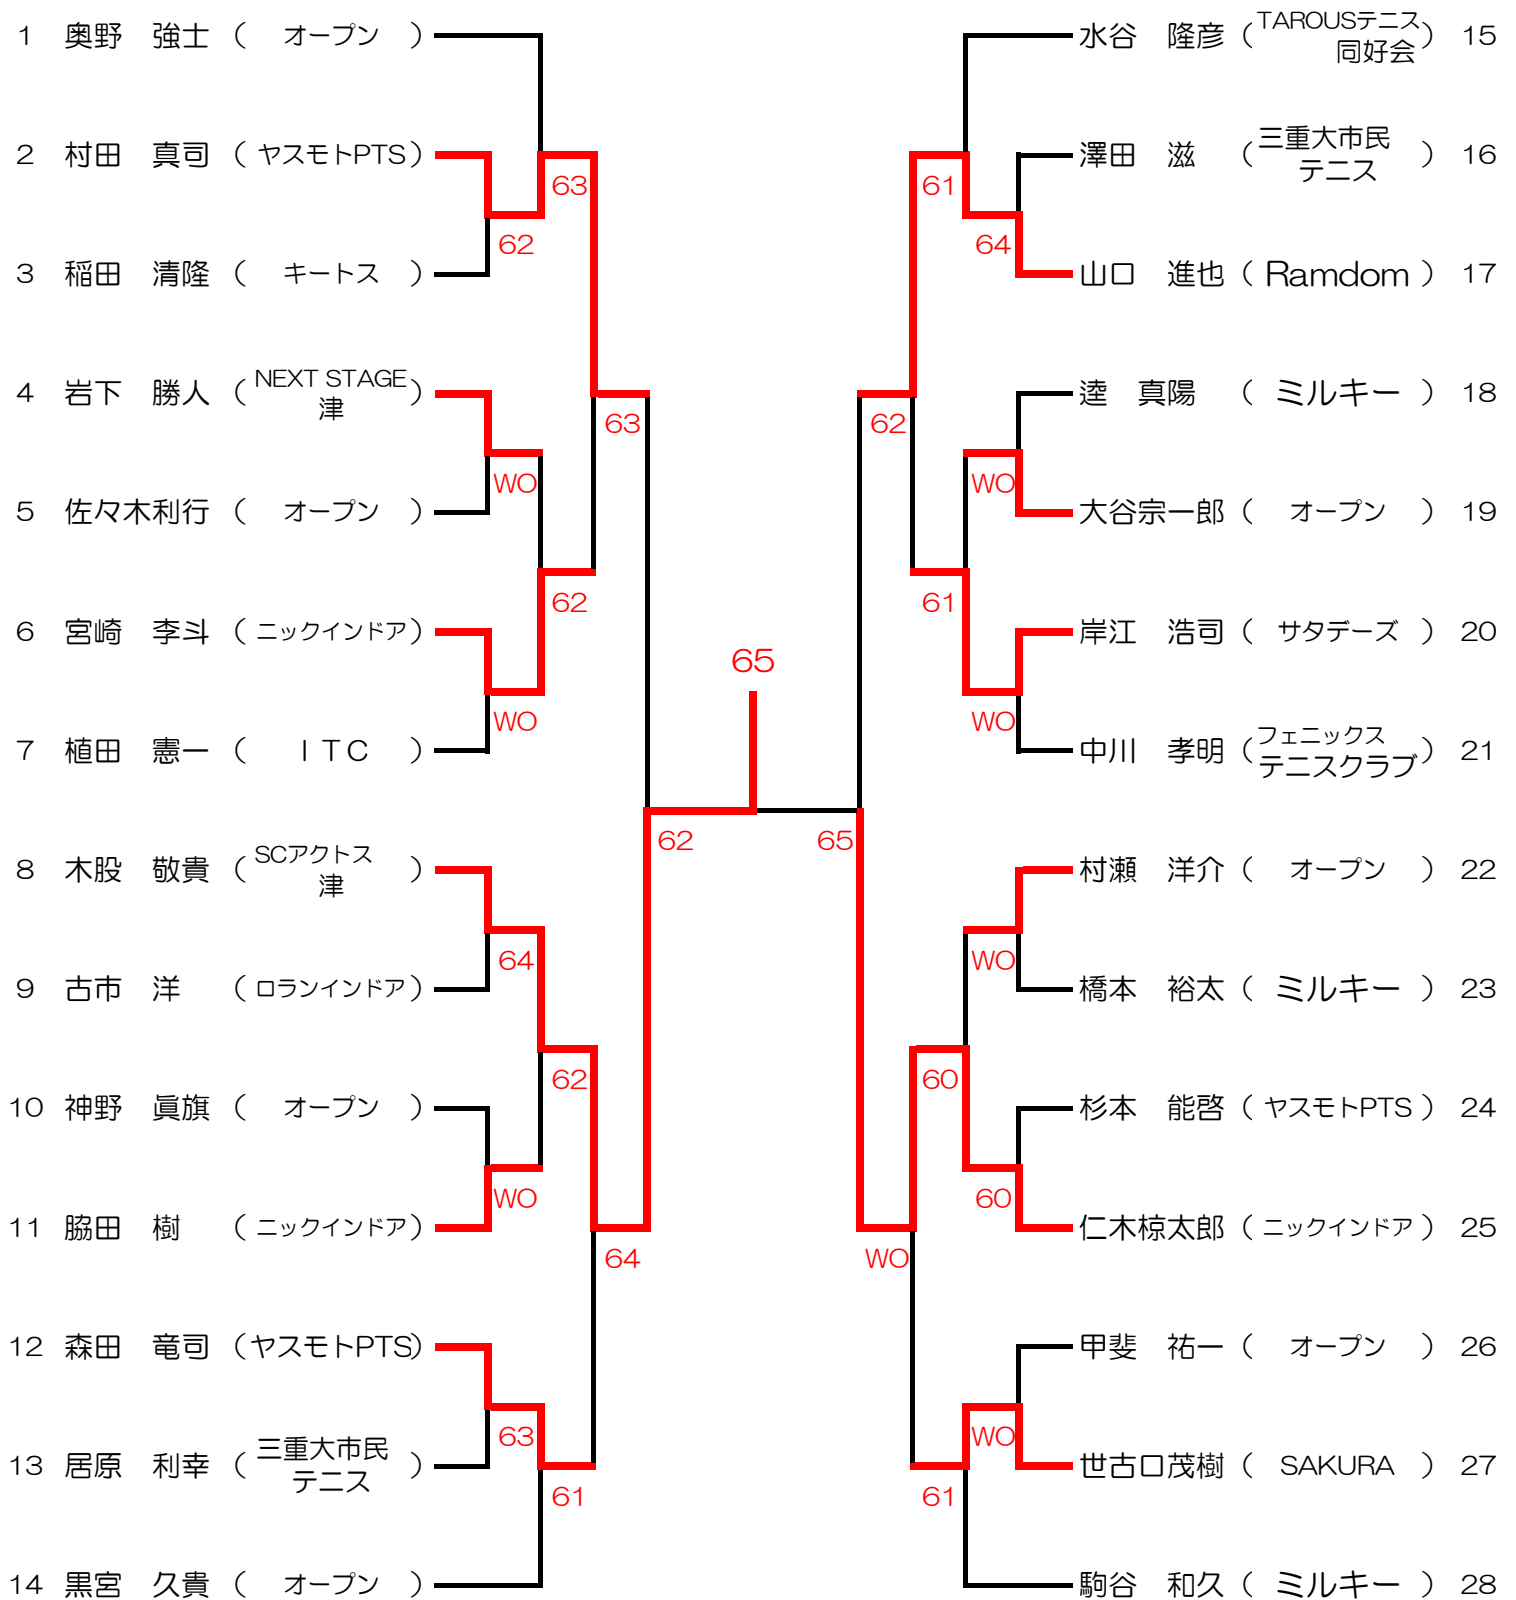 1 奥野 強士 ( オープン )
2 村田 真司 ( ヤスモトPTS )
63
62
3 稲田 清隆 ( キートス )
4 岩下 勝人 ( NEXT STAGE
津 )
63
WO
5 佐々木利行 ( オープン )
62
6 宮崎 李斗 ( ニックインドア )
WO
7 植田 憲一 ( ITC )
62
8 木股 敬貴 ( SCアクトス
津 )
64
9 古市 洋 ( ロランインドア )
62
10 神野 眞旗 ( オープン )
WO
11 脇田 樹 ( ニックインドア )
64
12 森田 竜司 ( ヤスモトPTS )
63
13 居原 利幸 ( 三重大市民
テニス )
61
14 黒宮 久貴 ( オープン )
65
水谷 隆彦 ( TAROUSテニス
同好会 ) 15
澤田 滋 ( 三重大市民
テニス ) 16
61
64
山口 進也 ( Ramdom ) 17
逵 真陽 ( ミルキー ) 18
62
WO
大谷宗一郎 ( オープン ) 19
61
岸江 浩司 ( サタデーズ ) 20
WO
中川 孝明 ( フェニックス
テニスクラブ ) 21
65
村瀬 洋介 ( オープン ) 22
WO
橋本 裕太 ( ミルキー ) 23
60
杉本 能啓 ( ヤスモトPTS ) 24
60
仁木椋太郎 ( ニックインドア ) 25
WO
甲斐 祐一 ( オープン ) 26
WO
世古口茂樹 ( SAKURA ) 27
61
駒谷 和久 ( ミルキー ) 28